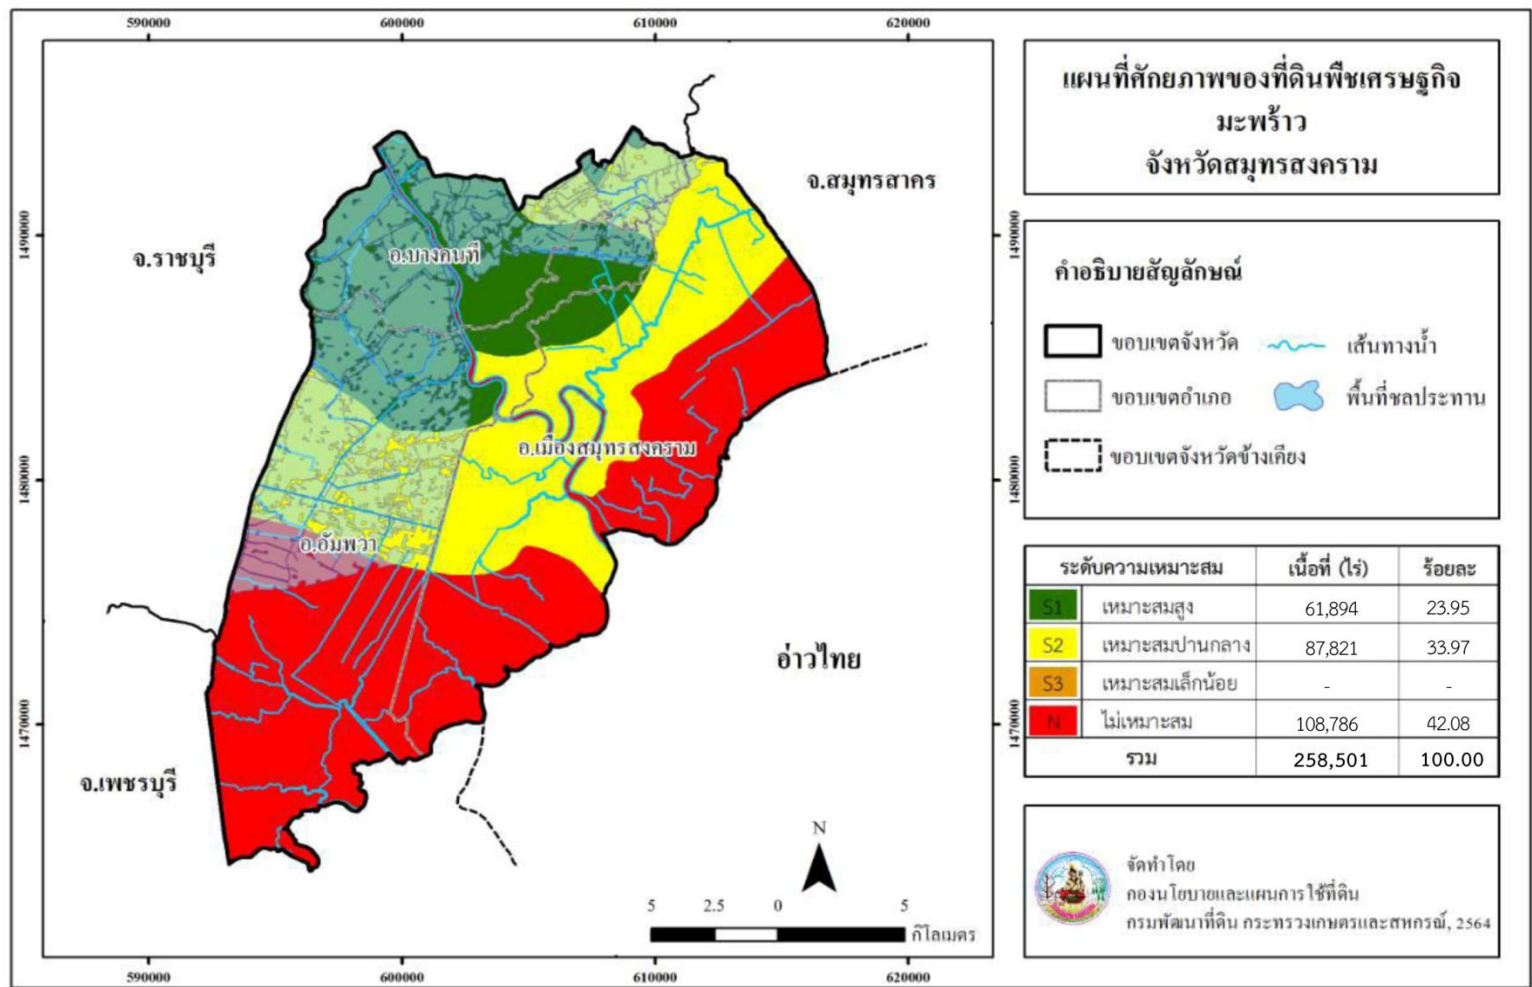 590000 600000 610000 620000
แผนที่ศักยภาพของที่ดินพืชเศรษฐกิจ
มะพร้าว
จังหวัดสมุทรสงคราม
จ.สมุทรสาคร
จ.ราชบุรี
1490000
1490000
อ.บางคนที
คำอธิบายสัญลักษณ์
ขอบเขตจังหวัด เส้นทางน้ำ
ขอบเขตอำเภอ พื้นที่ชลประทาน
ขอบเขตจังหวัดข้างเคียง
อ.เมืองสมุทรสงคราม
1480000
1480000
อ.อัมพวา
ระดับความเหมาะสม เนื้อที่ (ไร่) ร้อยละ
S1 เหมาะสมสูง 61,894 23.95
S2 เหมาะสมปานกลาง 87,821 33.97
S3 เหมาะสมเล็กน้อย - -
N ไม่เหมาะสม 108,786 42.08
รวม 258,501 100.00
อ่าวไทย
1470000
1470000
จ.เพชรบุรี
N
5 2.5 0 5
กิโลเมตร
จัดทำโดย
กองนโยบายและแผนการใช้ที่ดิน
กรมพัฒนาที่ดิน กระทรวงเกษตรและสหกรณ์, 2564
590000 600000 610000 620000